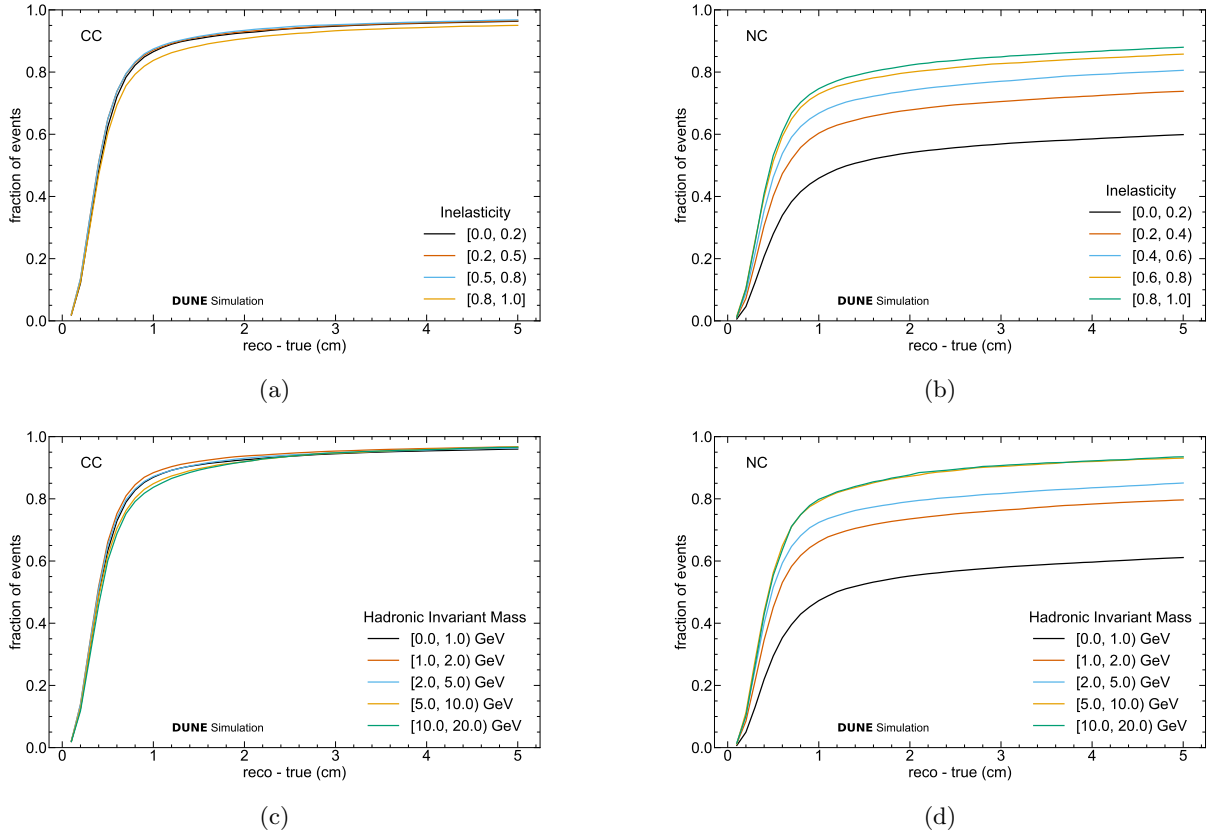 CC
fraction of events
1.0
0.8
0.6
0.4
0.2
0.0
Inelasticity
[0.0, 0.2)
[0.2, 0.5)
[0.5, 0.8)
[0.8, 1.0]
DUNE Simulation
0 1 2 3 4 5
reco - true (cm)
(a)
NC
fraction of events
1.0
0.8
0.6
0.4
0.2
0.0
Inelasticity
[0.0, 0.2)
[0.2, 0.4)
[0.4, 0.6)
[0.6, 0.8)
[0.8, 1.0]
DUNE Simulation
0 1 2 3 4 5
reco - true (cm)
(b)
CC
fraction of events
1.0
0.8
0.6
0.4
0.2
0.0
Hadronic Invariant Mass
[0.0, 1.0) GeV
[1.0, 2.0) GeV
[2.0, 5.0) GeV
[5.0, 10.0) GeV
[10.0, 20.0) GeV
DUNE Simulation
0 1 2 3 4 5
reco - true (cm)
(c)
NC
fraction of events
1.0
0.8
0.6
0.4
0.2
0.0
Hadronic Invariant Mass
[0.0, 1.0) GeV
[1.0, 2.0) GeV
[2.0, 5.0) GeV
[5.0, 10.0) GeV
[10.0, 20.0) GeV
DUNE Simulation
0 1 2 3 4 5
reco - true (cm)
(d)